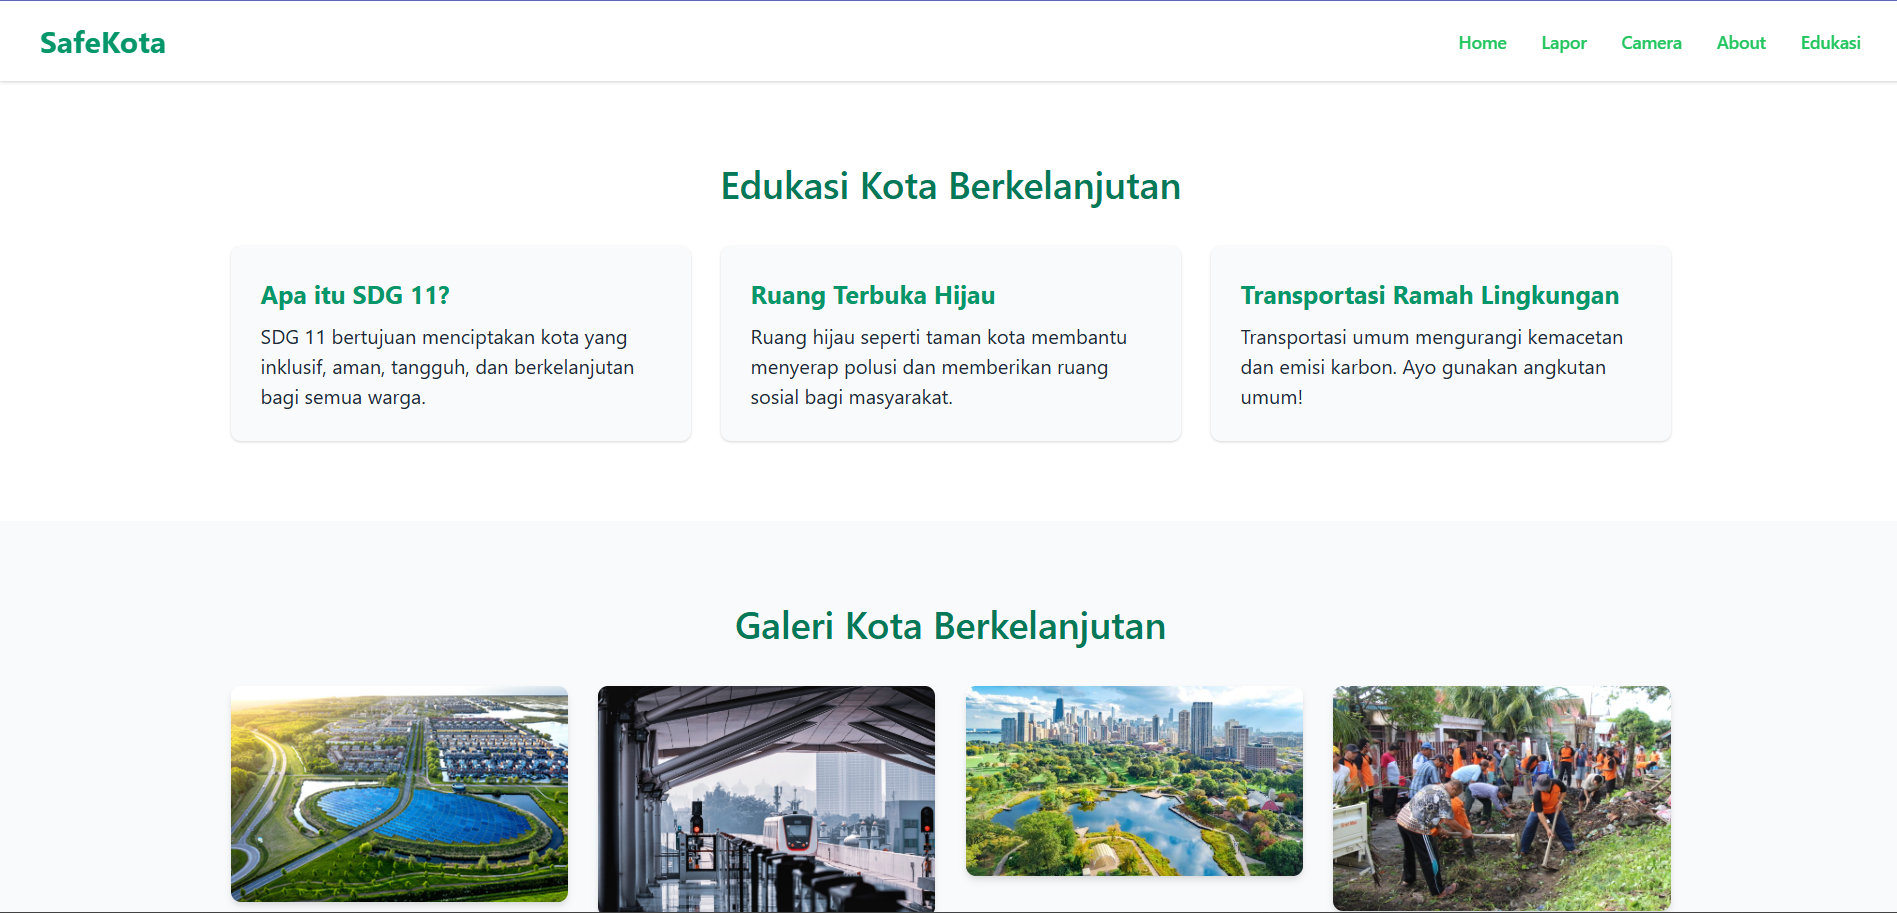 SafeKota
Home Lapor Camera About Edukasi
Edukasi Kota Berkelanjutan
Apa itu SDG 11?
SDG 11 bertujuan menciptakan kota yang
inklusif, aman, tangguh, dan berkelanjutan
bagi semua warga.
Ruang Terbuka Hijau
Ruang hijau seperti taman kota membantu
menyerap polusi dan memberikan ruang
sosial bagi masyarakat.
Transportasi Ramah Lingkungan
Transportasi umum mengurangi kemacetan
dan emisi karbon. Ayo gunakan angkutan
umum!
Galeri Kota Berkelanjutan